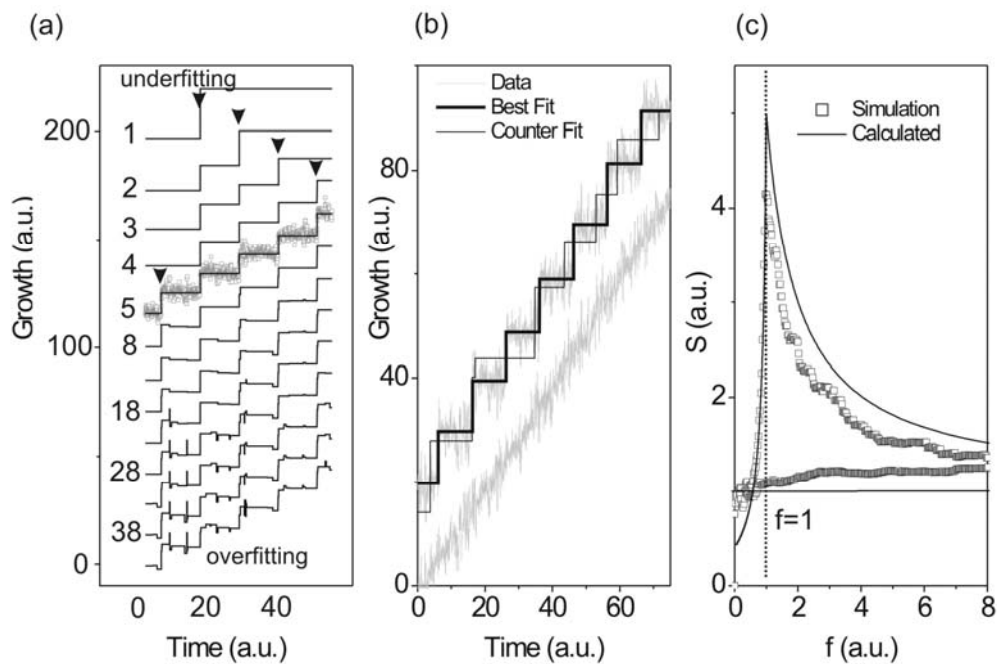 (a)
underfitting
1
2
3
4
5
8
18
28
38
overfitting
200
100
0
Growth (a.u.)
0
20
40
60
Time (a.u.)
(b)
Data
Best Fit
Counter Fit
80
40
0
Growth (a.u.)
0
20
40
60
Time (a.u.)
(c)
Simulation
Calculated
f=1
4
2
0
S (a.u.)
0
2
4
6
8
f (a.u.)